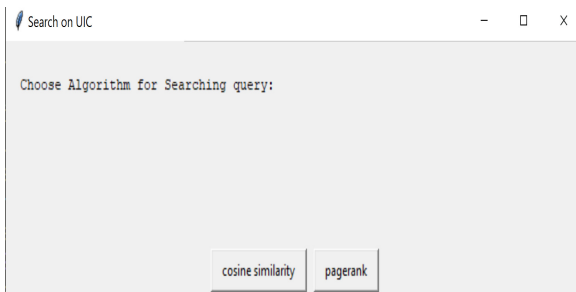 Search on UIC
Choose Algorithm for Searching query:
cosine similarity pagerank